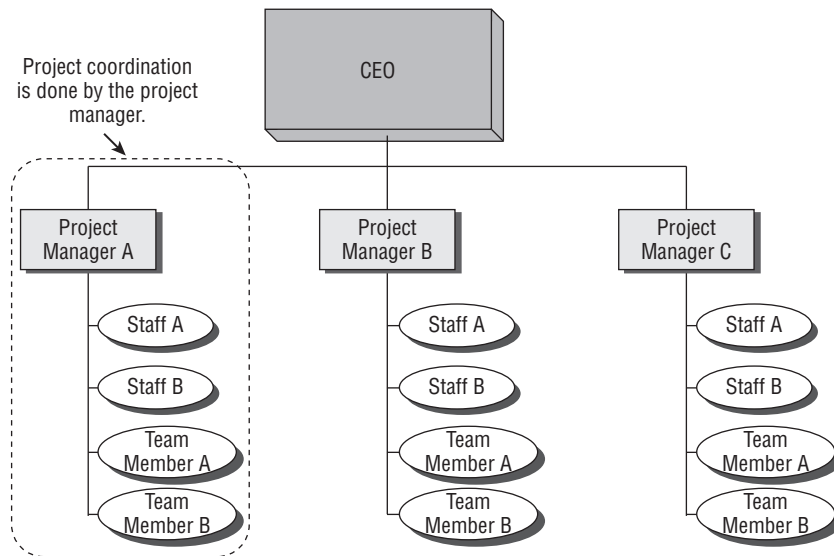 Project coordination
is done by the project
manager.
CEO
Project
Manager A
Project
Manager B
Project
Manager C
Staff A
Staff A
Staff A
Staff B
Staff B
Staff B
Team
Member A
Team
Member A
Team
Member A
Team
Member B
Team
Member B
Team
Member B